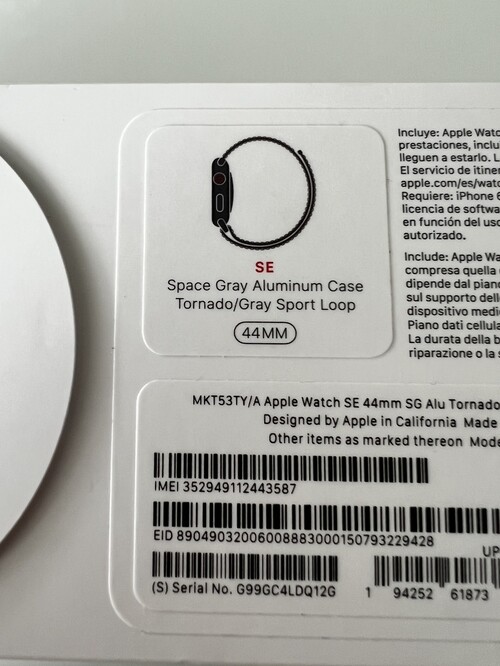 SE
Space Gray Aluminum Case
Tornado/Gray Sport Loop
44MM
Incluye: Apple Watc
prestaciones, inclu
lleguen a estarlo. L
El servicio de itiner
apple.com/es/watc
Requiere: iPhone 6
licencia de softwa
en función del uso
autorizado.
Include: Apple Wa
compresa quella
dipende dal piano
sul supporto delle
dispositivo medic
Piano dati cellula
La durata della b
riparazione o la s
MKT53TY/A Apple Watch SE 44mm SG Alu Tornado
Designed by Apple in California Made
Other items as marked thereon Mode
IMEI 352949112443587
EID 89049032006008883000150793229428
UP
(S) Serial No. G99GC4LDQ12G
1 94252 61873